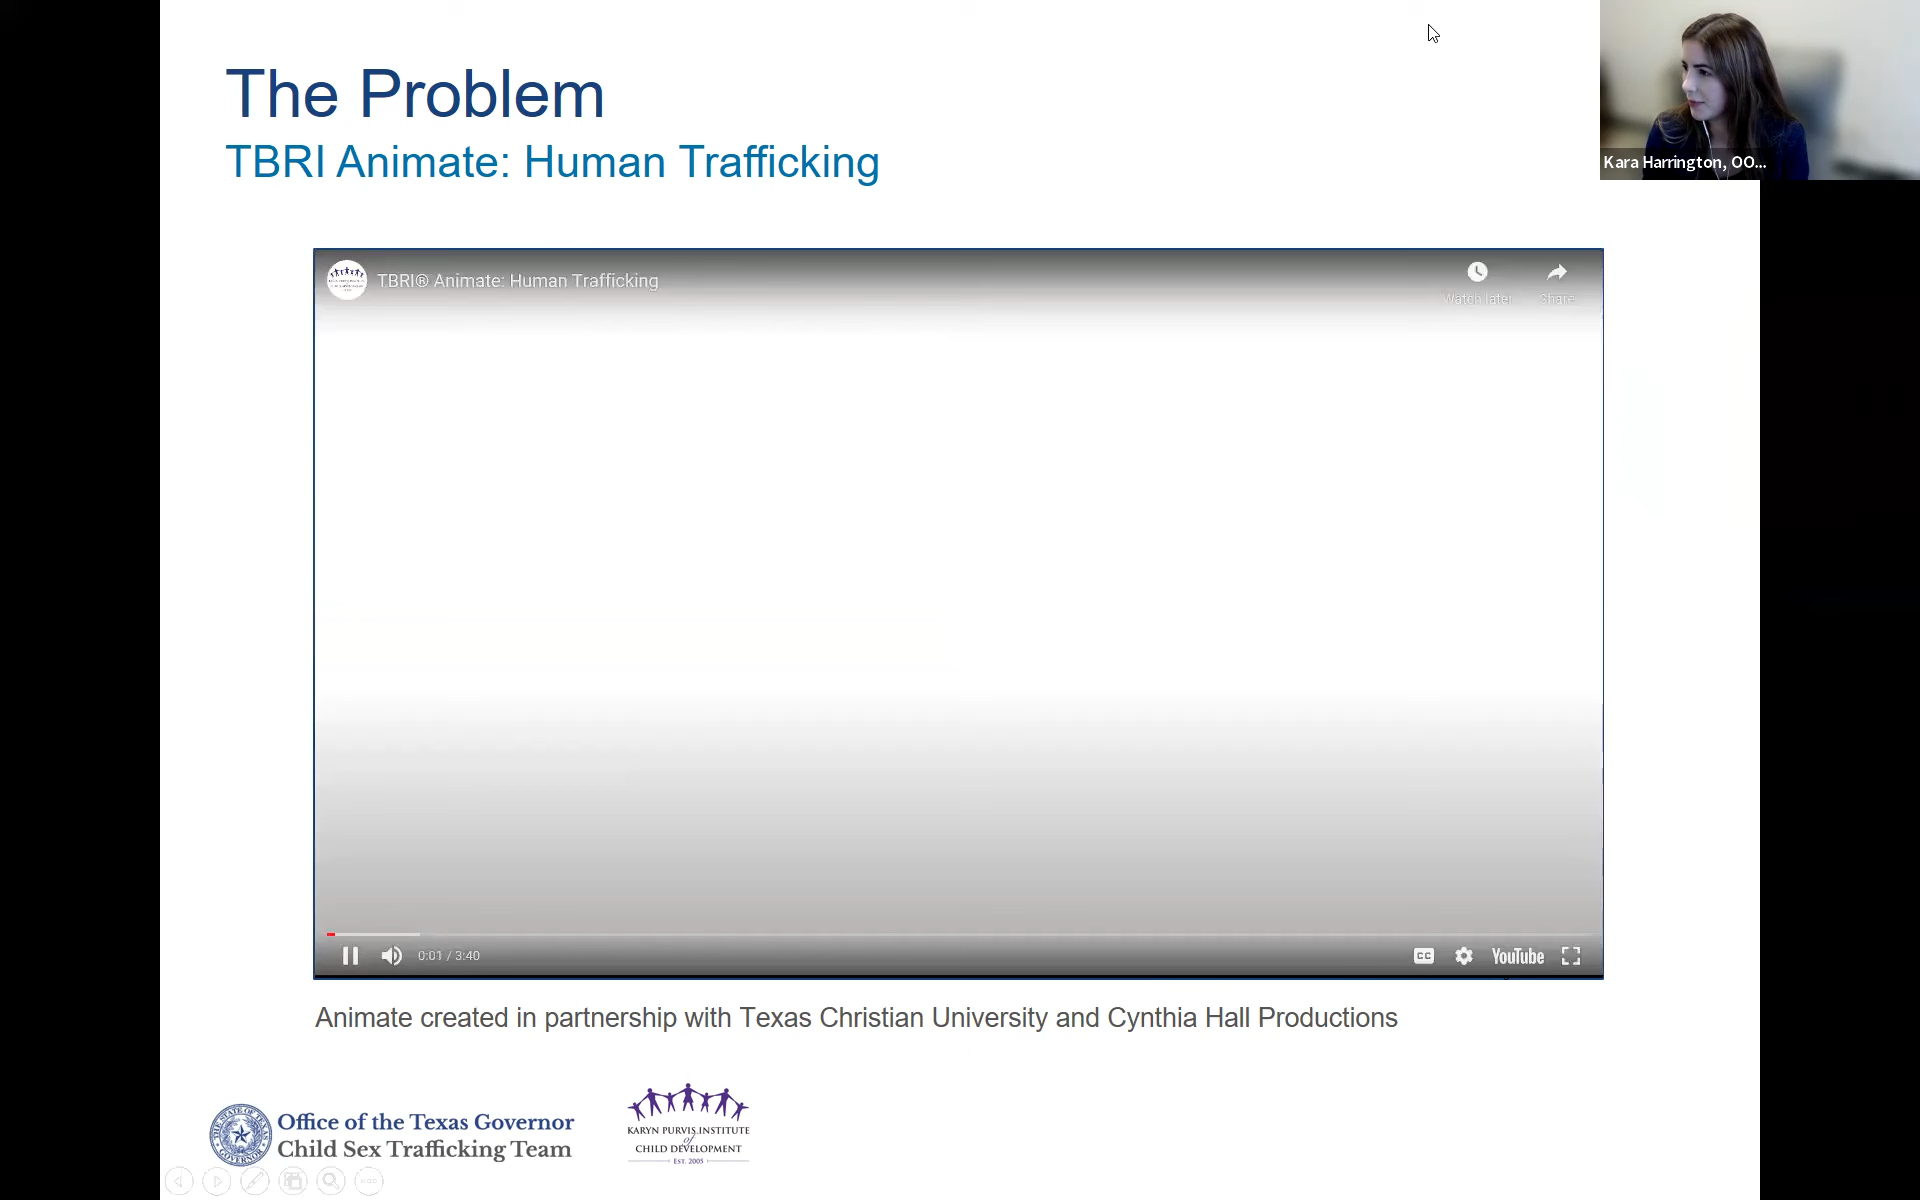 The Problem
TBRI Animate: Human Trafficking
Kara Harrington, OO...
TBRI® Animate: Human Trafficking
Watch later
Share
0:01 / 3:40
CC
YouTube
Animate created in partnership with Texas Christian University and Cynthia Hall Productions
Office of the Texas Governor
Child Sex Trafficking Team
KARYN PURVIS INSTITUTE
of
CHILD DEVELOPMENT
EST. 2005